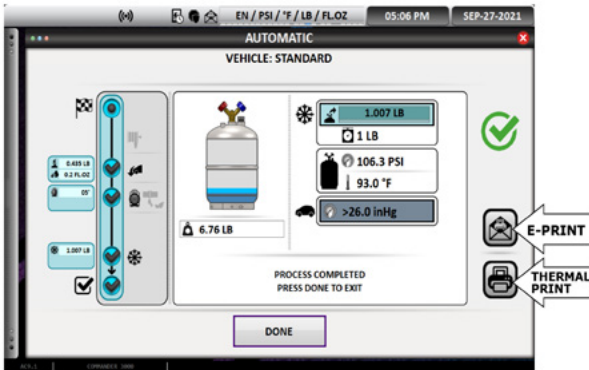 EN / PSI / °F / LB / FL.OZ
05:06 PM
SEP-27-2021
AUTOMATIC
VEHICLE: STANDARD
0.435 LB
0.2 FL.OZ
05'
1.007 LB
6.76 LB
1.007 LB
1 LB
106.3 PSI
93.0 °F
>26.0 inHg
PROCESS COMPLETED
PRESS DONE TO EXIT
DONE
E-PRINT
THERMAL
PRINT
COMMANDER 3000